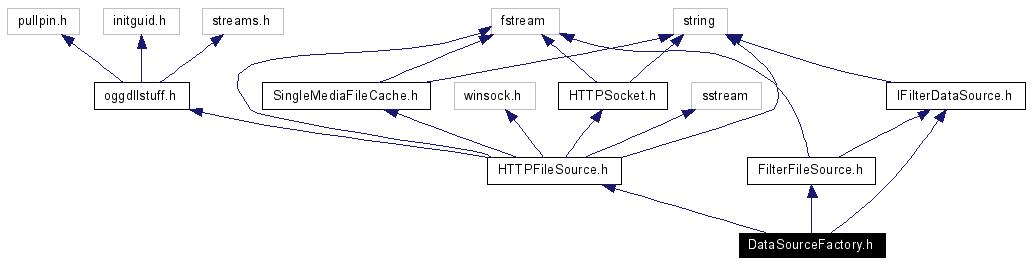 pullpin.h initguid.h streams.h fstream string
oggdllstuff.h SingleMediaFileCache.h winsock.h HTTPSocket.h sstream IFilterDataSource.h
HTTPFileSource.h FilterFileSource.h
DataSourceFactory.h